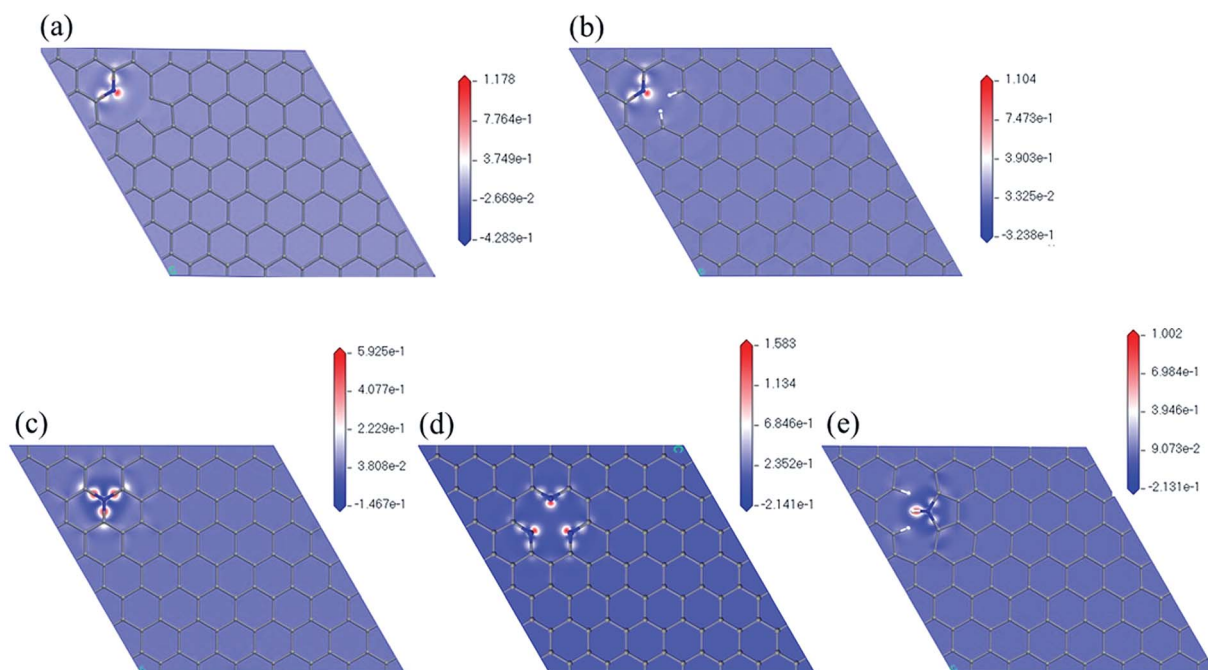 (a)
1.178
7.764e-1
3.749e-1
-2.669e-2
-4.283e-1
(b)
1.104
7.473e-1
3.903e-1
3.325e-2
-3.238e-1
(c)
5.925e-1
4.077e-1
2.229e-1
3.808e-2
-1.467e-1
(d)
1.583
1.134
6.846e-1
2.352e-1
-2.141e-1
(e)
1.002
6.984e-1
3.946e-1
9.073e-2
-2.131e-1